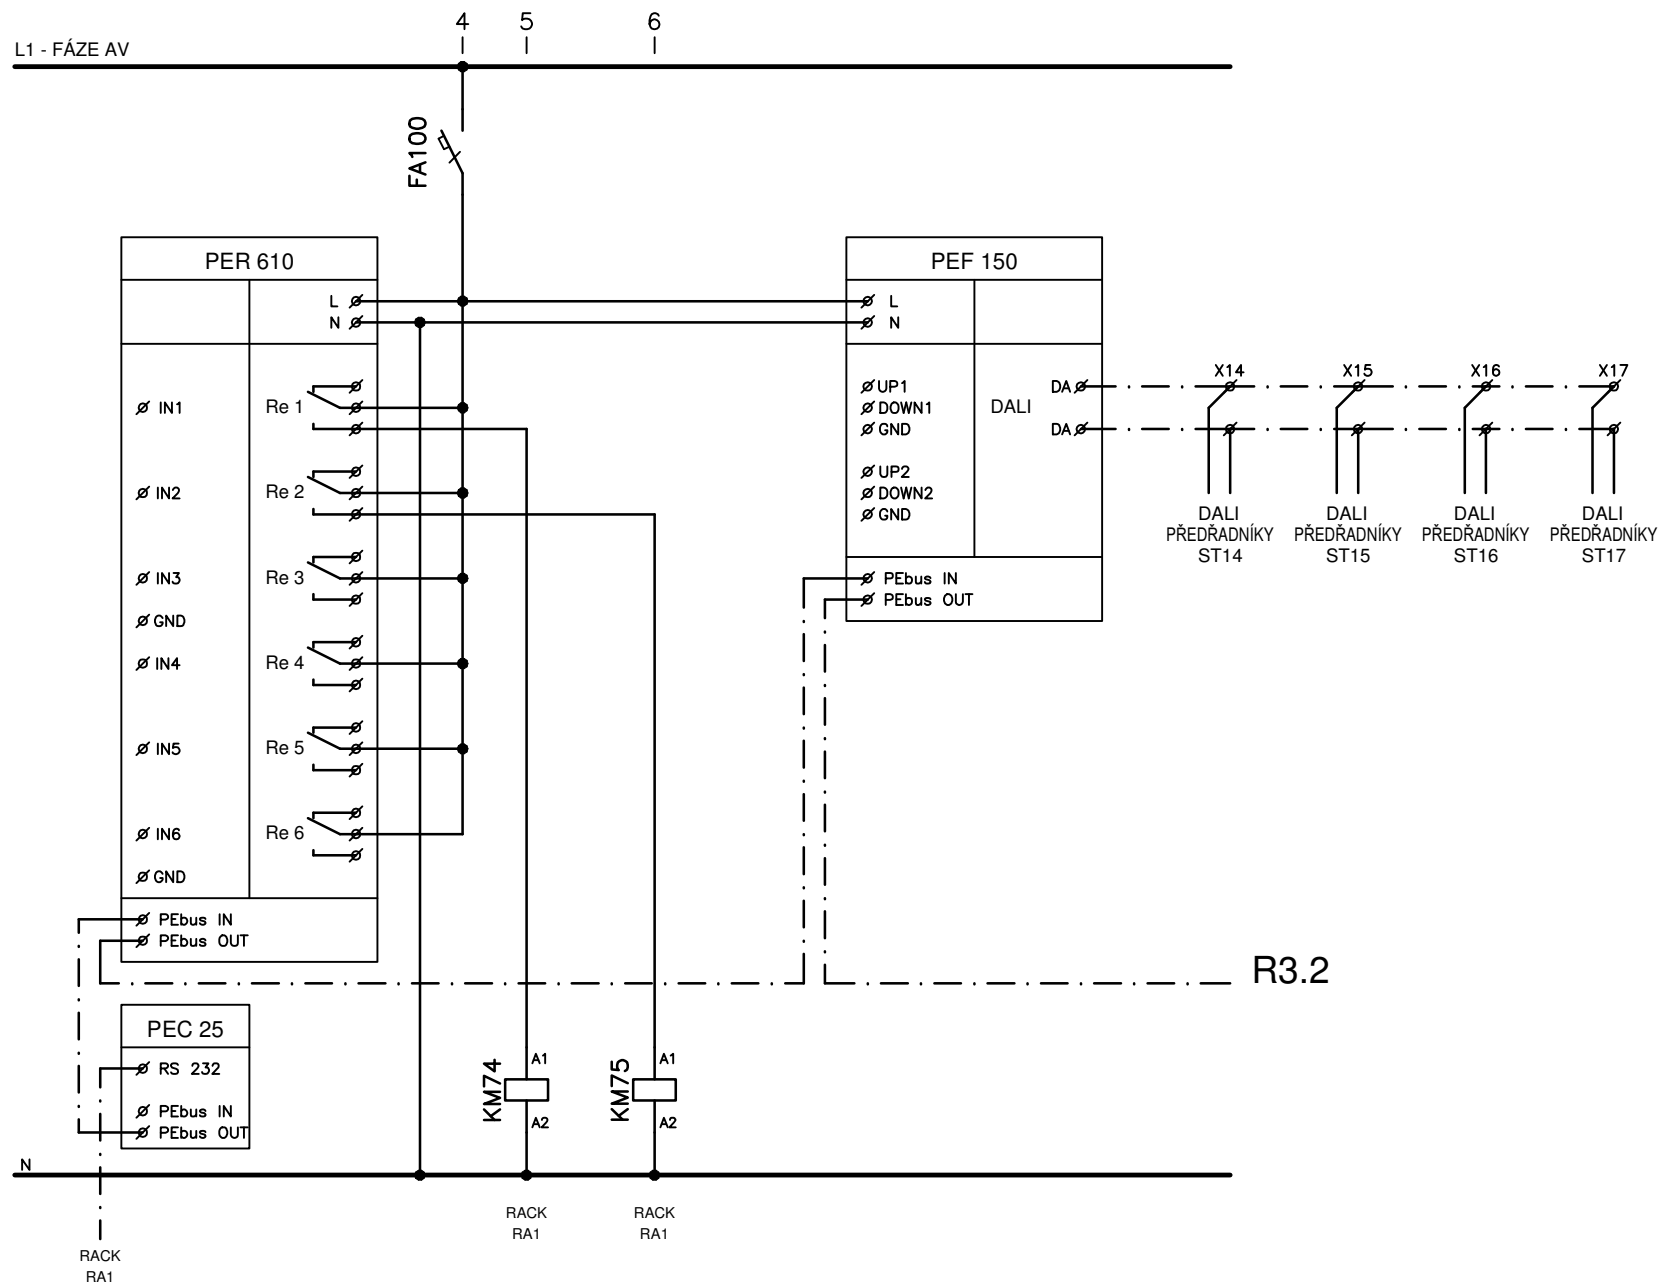 4 5 6
L1 - FÁZE AV
FA100
PER 610
L
N
IN1 Re 1
IN2 Re 2
IN3 Re 3
GND
IN4 Re 4
IN5 Re 5
IN6 Re 6
GND
PEbus IN
PEbus OUT
PEF 150
L
N
UP1 DA
DOWN1 DALI
GND DA
UP2
DOWN2
GND
PEbus IN
PEbus OUT
X14 X15 X16 X17
DALI
PŘEDŘADNÍKY
ST14
DALI
PŘEDŘADNÍKY
ST15
DALI
PŘEDŘADNÍKY
ST16
DALI
PŘEDŘADNÍKY
ST17
R3.2
PEC 25
RS 232
PEbus IN
PEbus OUT
KM74
A1
A2
KM75
A1
A2
N
RACK
RA1
RACK
RA1
RACK
RA1